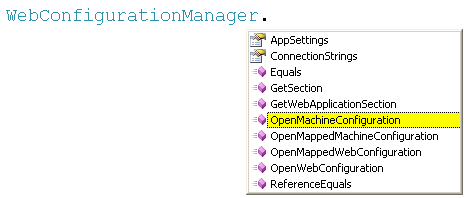 WebConfigurationManager.
AppSettings
ConnectionStrings
Equals
GetSection
GetWebApplicationSection
OpenMachineConfiguration
OpenMappedMachineConfiguration
OpenMappedWebConfiguration
OpenWebConfiguration
ReferenceEquals